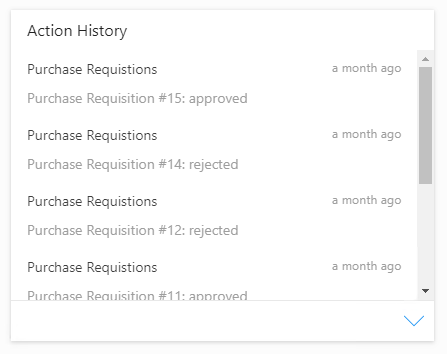 Action History
Purchase Requistions
a month ago
Purchase Requisition #15: approved
Purchase Requistions
a month ago
Purchase Requisition #14: rejected
Purchase Requistions
a month ago
Purchase Requisition #12: rejected
Purchase Requistions
a month ago
Purchase Requisition #11: approved